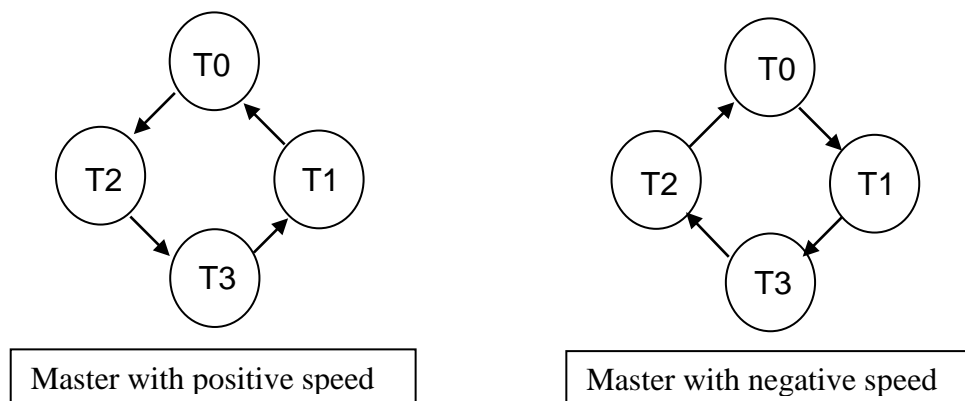 T0
T2
T1
T3
Master with positive speed
T0
T2
T1
T3
Master with negative speed